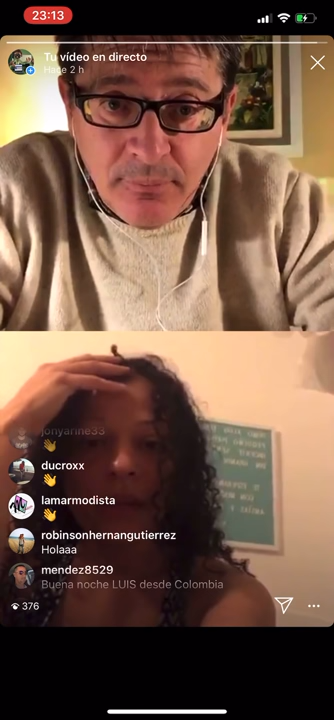 23:13
Tu vídeo en directo
Hace 2 h
jonyarine33
👋
ducroxx
👋
lamarmodista
👋
robinsonhernangutierrez
Holaaa
mendez8529
Buena noche LUIS desde Colombia
376